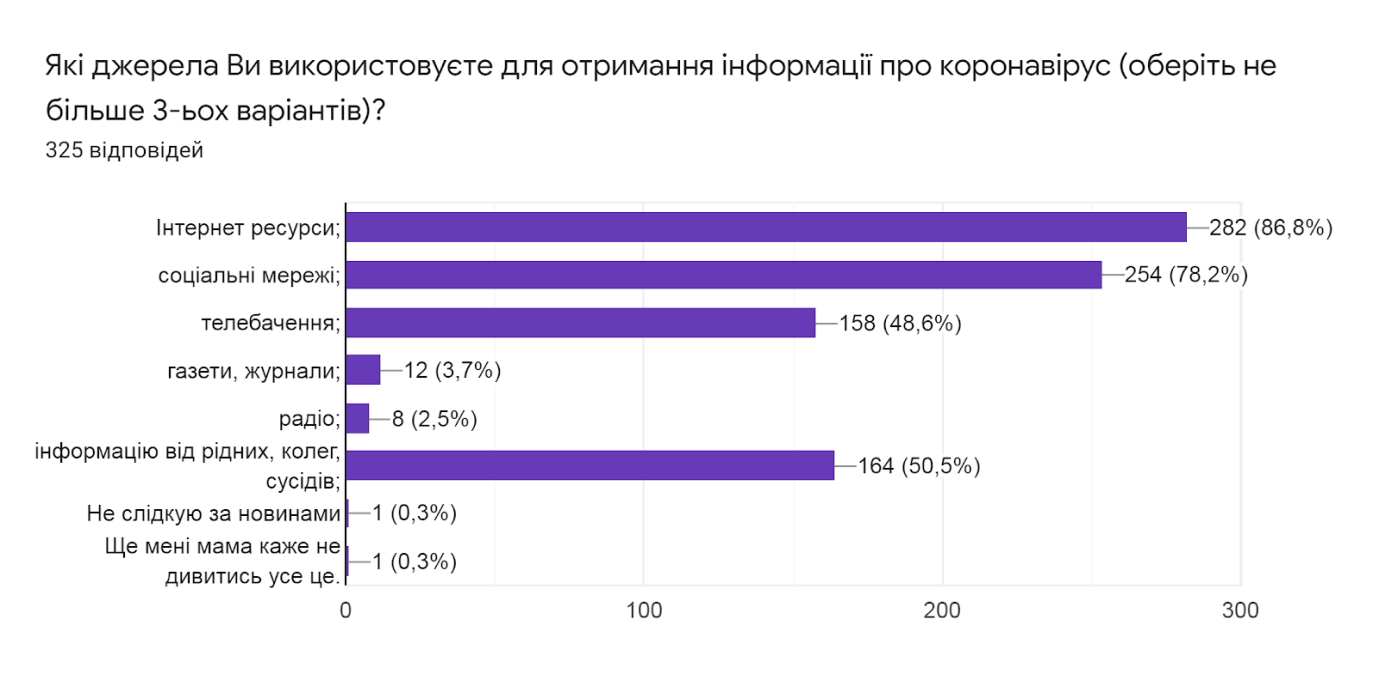 Які джерела Ви використовуєте для отримання інформації про коронавірус (оберіть не
більше 3-ьох варіантів)?
325 відповідей
Інтернет ресурси;
282 (86,8%)
соціальні мережі;
254 (78,2%)
телебачення;
158 (48,6%)
газети, журнали;
12 (3,7%)
радіо;
8 (2,5%)
інформацію від рідних, колег,
сусідів;
164 (50,5%)
Не слідкую за новинами
1 (0,3%)
Ще мені мама каже не
дивитись усе це.
1 (0,3%)
0
100
200
300